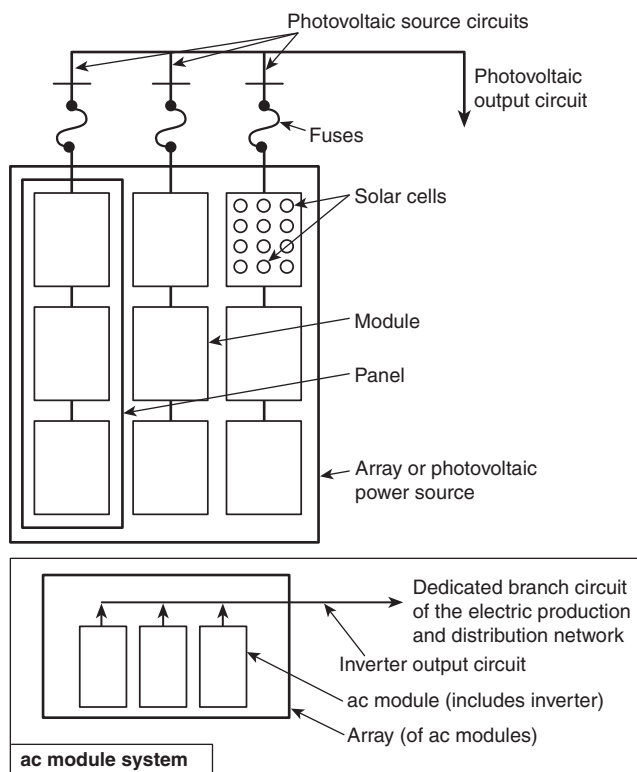 Photovoltaic source circuits
Photovoltaic
output circuit
Fuses
Solar cells
Module
Panel
Array or photovoltaic
power source
Dedicated branch circuit
of the electric production
and distribution network
Inverter output circuit
ac module (includes inverter)
Array (of ac modules)
ac module system